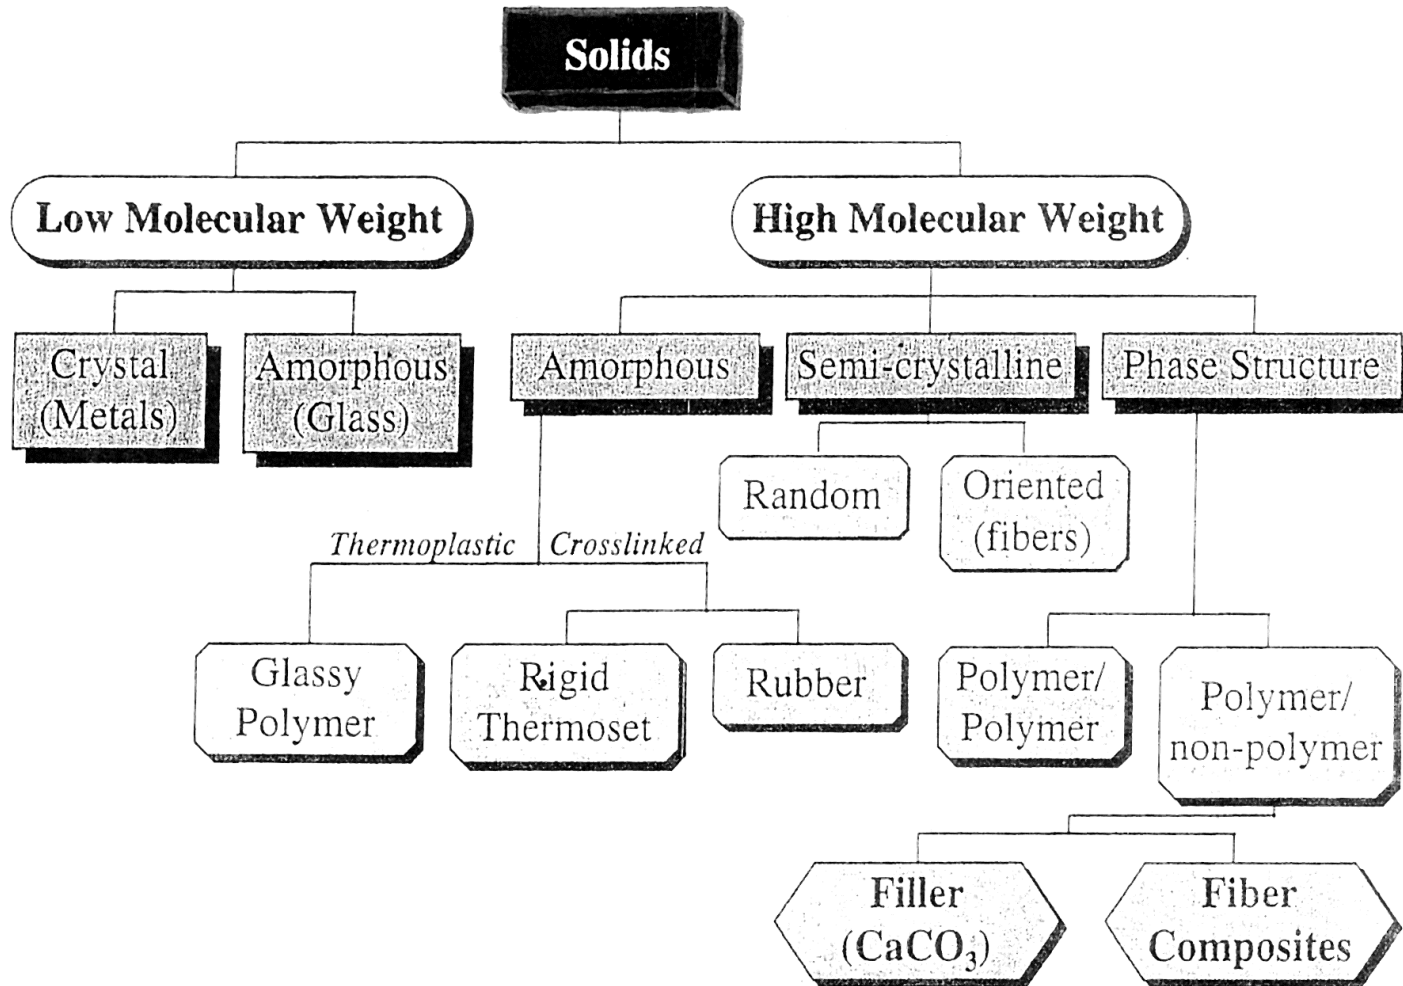 Solids
Low Molecular Weight
High Molecular Weight
Crystal
(Metals)
Amorphous
(Glass)
Amorphous
Semi-crystalline
Phase Structure
Random
Oriented
(fibers)
Thermoplastic
Crosslinked
Glassy
Polymer
Rigid
Thermoset
Rubber
Polymer/
Polymer
Polymer/
non-polymer
Filler
(CaCO₃)
Fiber
Composites